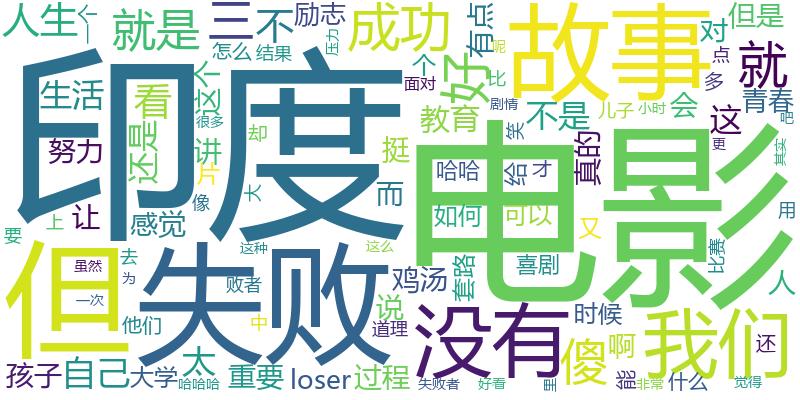 人生
一个
就是
三
不
励志
怎么
结果
成功
压力
有点
呢
故事
对
但是
点
就
多
印度
生活
看
这个
很多
个
面对
好
比
剧情
笑
不是
儿子
小时
会
这
青春
吧
努力
还是
讲
却
挺
教育
真的
其实
更
片
像
大
哈哈
给
才
电影
让
感觉
而
如何
可以
又
用
要
上
但
失败
虽然
去
为
一次
他们
这种
中
败者
这么
鸡汤
说
道理
套路
喜剧
比赛
人
没有
时候
我们
还
孩子
自己
大学
太
哈哈哈
重要
loser
过程
失败者
好看
里
傻
啊
能
非常
什么
觉得